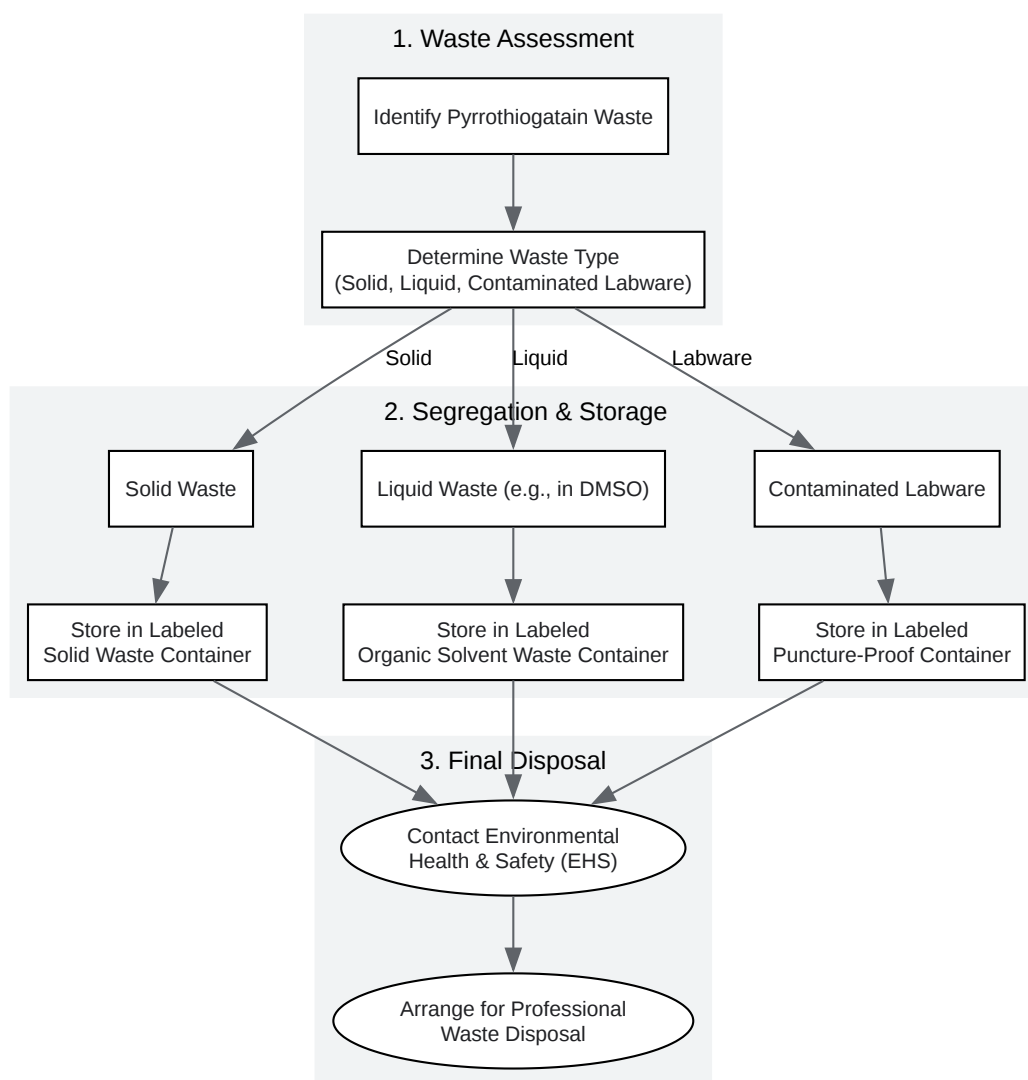 1. Waste Assessment
Identify Pyrrothiogatain Waste
Determine Waste Type
(Solid, Liquid, Contaminated Labware)
Solid
Liquid
Labware
2. Segregation & Storage
Solid Waste
Liquid Waste (e.g., in DMSO)
Contaminated Labware
Store in Labeled
Solid Waste Container
Store in Labeled
Organic Solvent Waste Container
Store in Labeled
Puncture-Proof Container
3. Final Disposal
Contact Environmental
Health & Safety (EHS)
Arrange for Professional
Waste Disposal